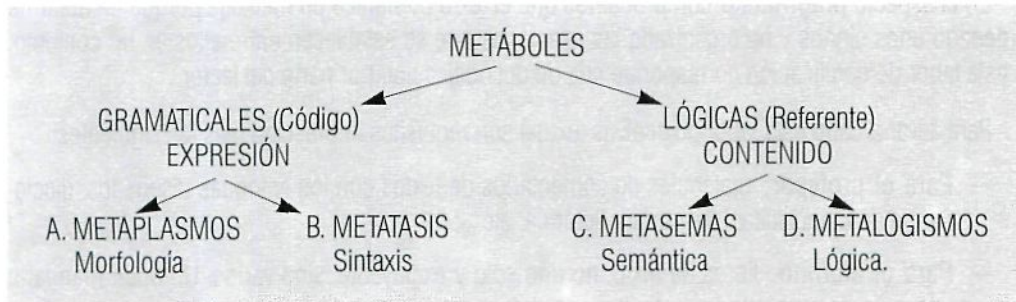 METÁBOLES
GRAMATICALES (Código) LÓGICAS (Referente)
EXPRESIÓN CONTENIDO
A. METAPLASMOS B. METATASIS C. METASEMAS D. METALOGISMOS
Morfología Sintaxis Semántica Lógica.